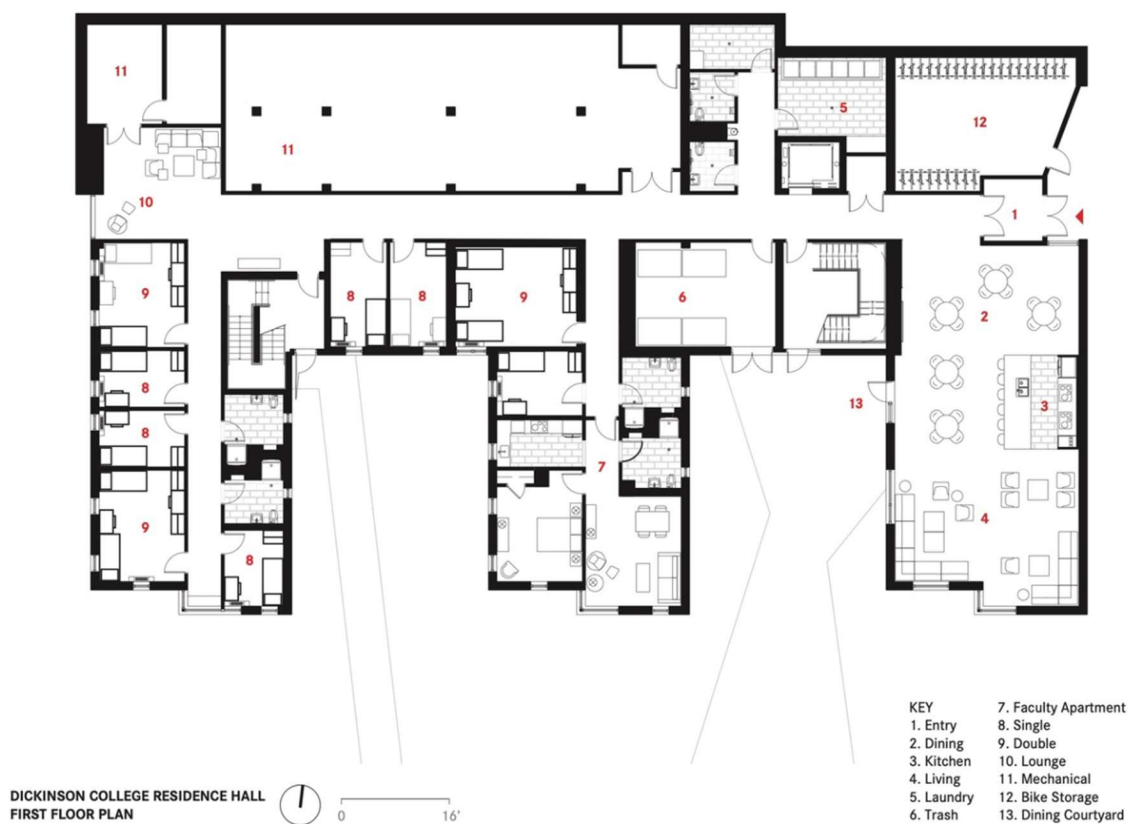 11
11
5
12
10
1
9
8
8
9
6
2
8
13
3
8
7
9
4
8
KEY
1. Entry
2. Dining
3. Kitchen
4. Living
5. Laundry
6. Trash
7. Faculty Apartment
8. Single
9. Double
10. Lounge
11. Mechanical
12. Bike Storage
13. Dining Courtyard
DICKINSON COLLEGE RESIDENCE HALL
FIRST FLOOR PLAN
0 16'